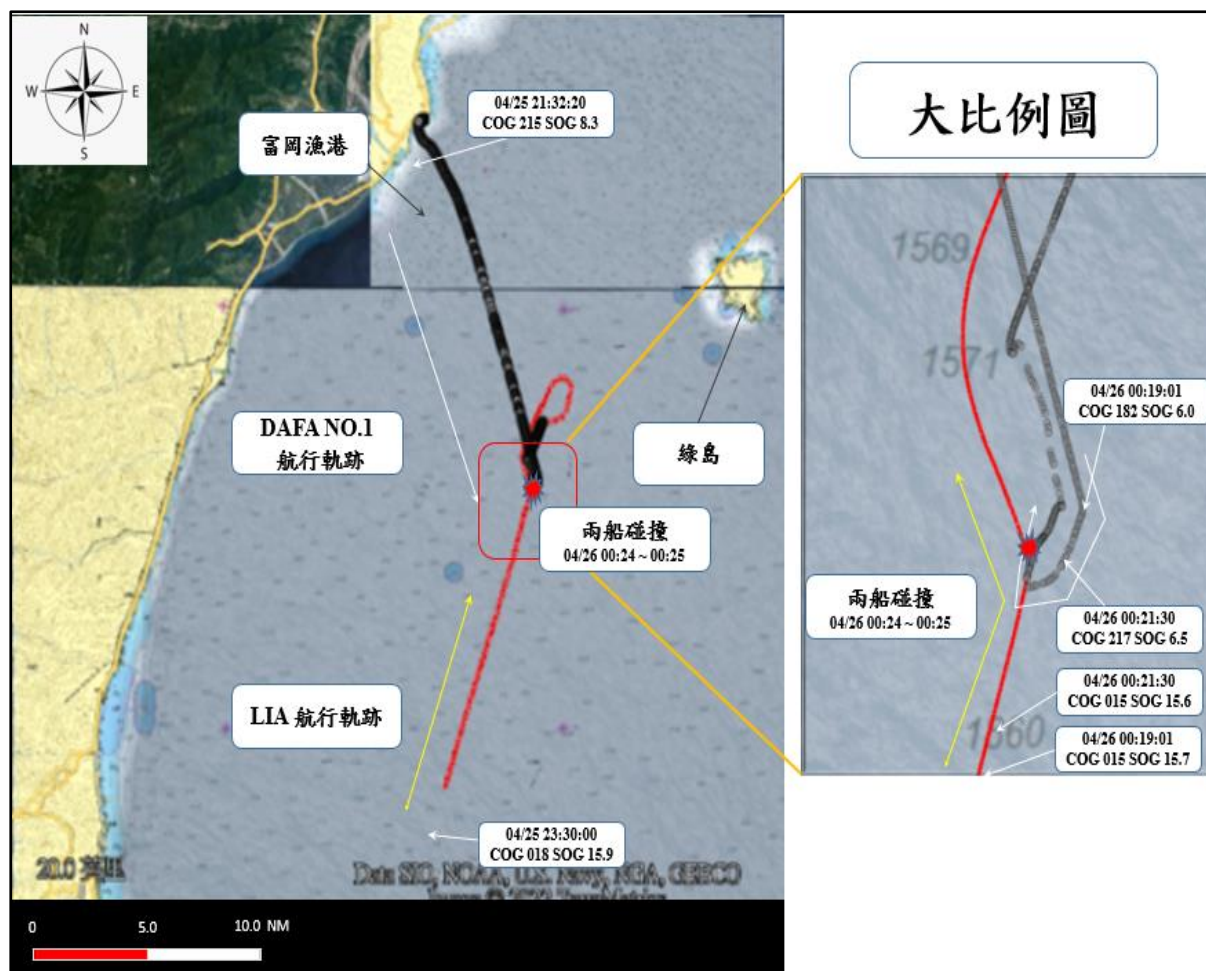 N
W
E
S
富岡漁港
04/25 21:32:20
COG 215 SOG 8.3
DAFA NO.1
航行軌跡
綠島
兩船碰撞
04/26 00:24 ~ 00:25
LIA 航行軌跡
04/25 23:30:00
COG 018 SOG 15.9
20.0 英里
Data SIO, NOAA, U.S. Navy, NGA, GEBCO
0
5.0
10.0 NM
大比例圖
1569
1571
04/26 00:19:01
COG 182 SOG 6.0
兩船碰撞
04/26 00:24 ~ 00:25
04/26 00:21:30
COG 217 SOG 6.5
04/26 00:21:30
COG 015 SOG 15.6
04/26 00:19:01
COG 015 SOG 15.7